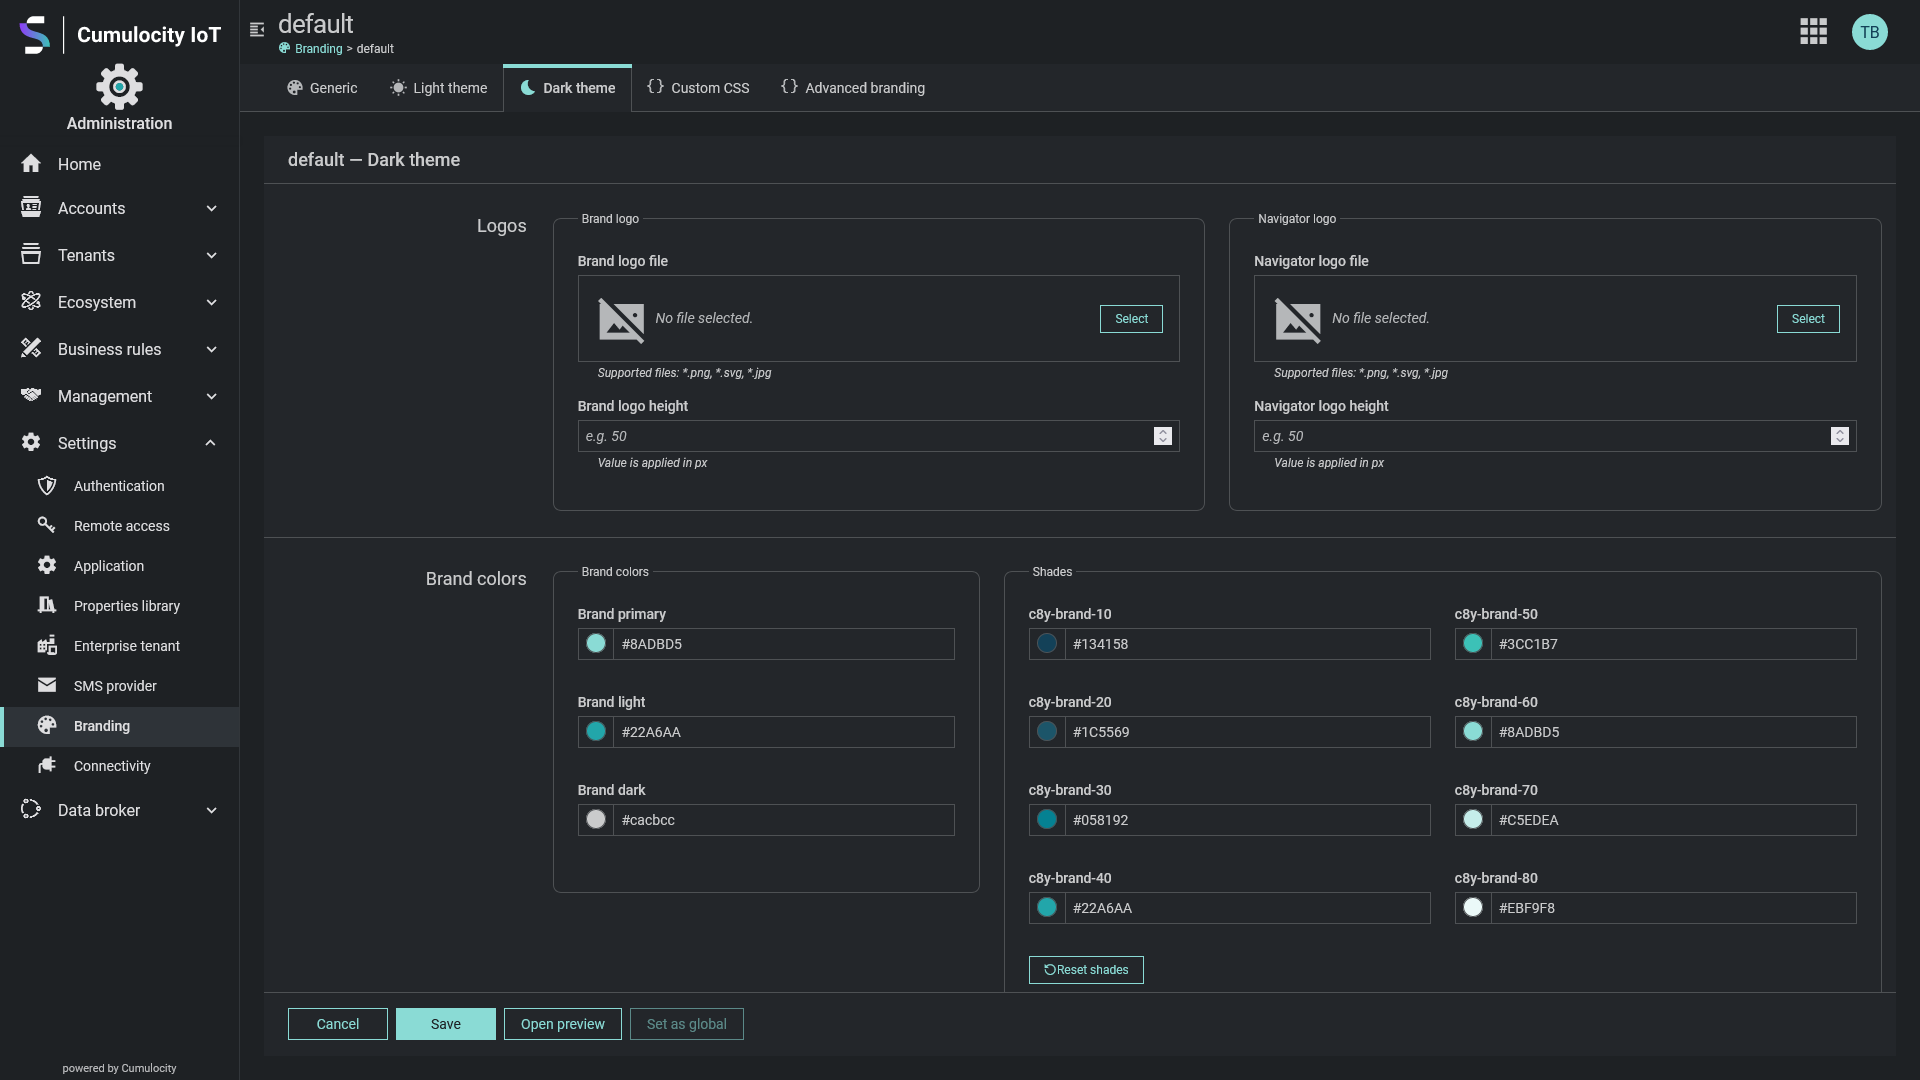 Cumulocity IoT
Administration
Home
Accounts
Tenants
Ecosystem
Business rules
Management
Settings
Authentication
Remote access
Application
Properties library
Enterprise tenant
SMS provider
Branding
Connectivity
Data broker
powered by Cumulocity
default
Branding > default
TB
Generic
Light theme
Dark theme
{} Custom CSS
{} Advanced branding
default — Dark theme
Logos
Brand logo
Brand logo file
No file selected.
Select
Supported files: *.png, *.svg, *.jpg
Brand logo height
e.g. 50
Value is applied in px
Navigator logo
Navigator logo file
No file selected.
Select
Supported files: *.png, *.svg, *.jpg
Navigator logo height
e.g. 50
Value is applied in px
Brand colors
Brand colors
Brand primary
#8ADBD5
Brand light
#22A6AA
Brand dark
#cacbcc
Shades
c8y-brand-10
#134158
c8y-brand-20
#1C5569
c8y-brand-30
#058192
c8y-brand-40
#22A6AA
c8y-brand-50
#3CC1B7
c8y-brand-60
#8ADBD5
c8y-brand-70
#C5EDEA
c8y-brand-80
#EBF9F8
Reset shades
Cancel
Save
Open preview
Set as global